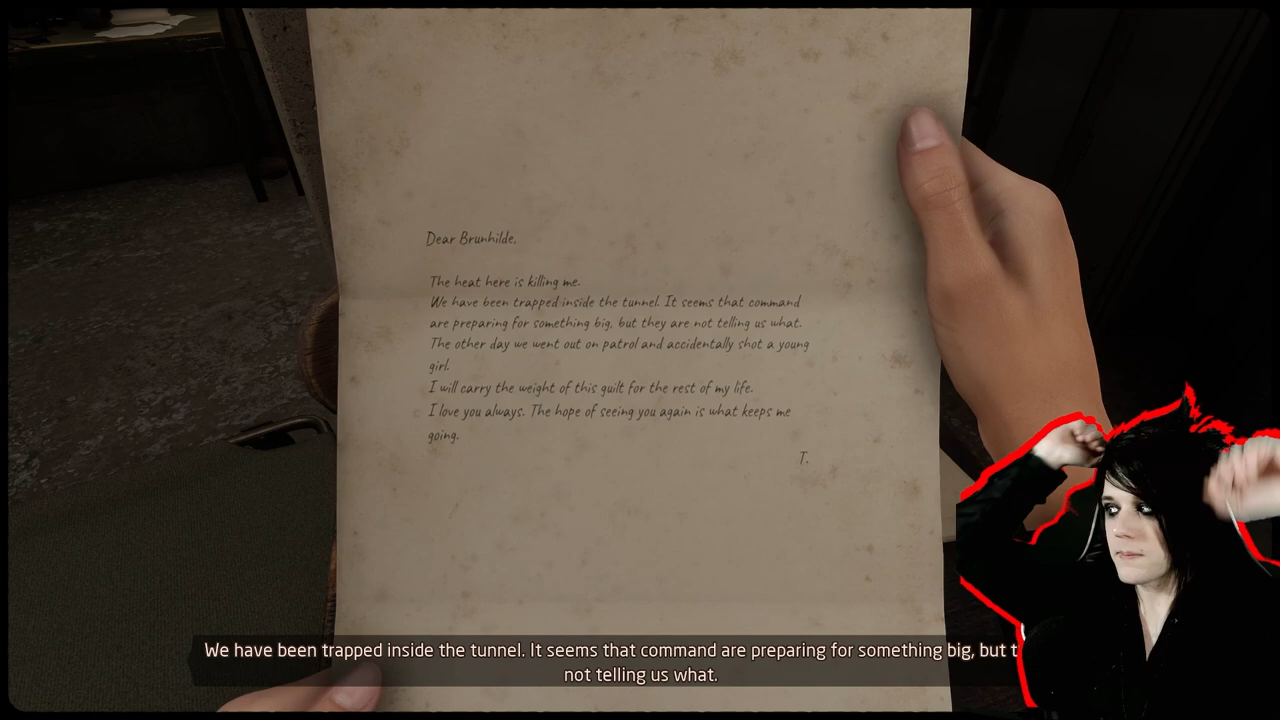 Dear Brunhilde,
The heat here is killing me.
We have been trapped inside the tunnel. It seems that command
are preparing for something big, but they are not telling us what.
The other day we went out on patrol and accidentally shot a young
girl.
I will carry the weight of this guilt for the rest of my life.
I love you always. The hope of seeing you again is what keeps me
going.
T.
We have been trapped inside the tunnel. It seems that command are preparing for something big, but
not telling us what.